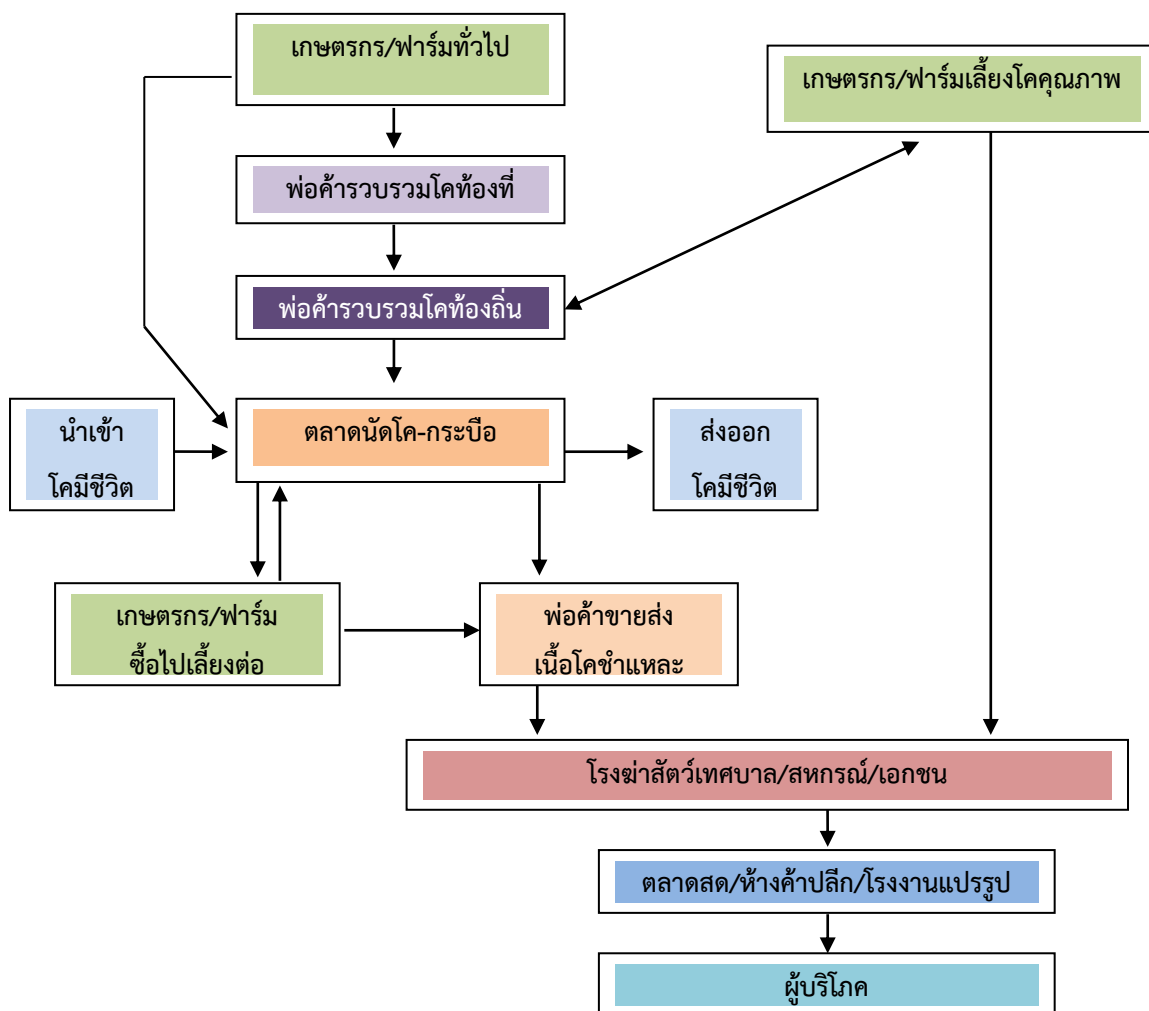 เกษตรกร/ฟาร์มทั่วไป
เกษตรกร/ฟาร์มเลี้ยงโคคุณภาพ
พ่อค้ารวบรวมโคท้องที่
พ่อค้ารวบรวมโคท้องถิ่น
นำเข้า
โคมีชีวิต
ตลาดนัดโค-กระบือ
ส่งออก
โคมีชีวิต
เกษตรกร/ฟาร์ม
ซื้อไปเลี้ยงต่อ
พ่อค้าขายส่ง
เนื้อโคชำแหละ
โรงฆ่าสัตว์เทศบาล/สหกรณ์/เอกชน
ตลาดสด/ห้างค้าปลีก/โรงงานแปรรูป
ผู้บริโภค